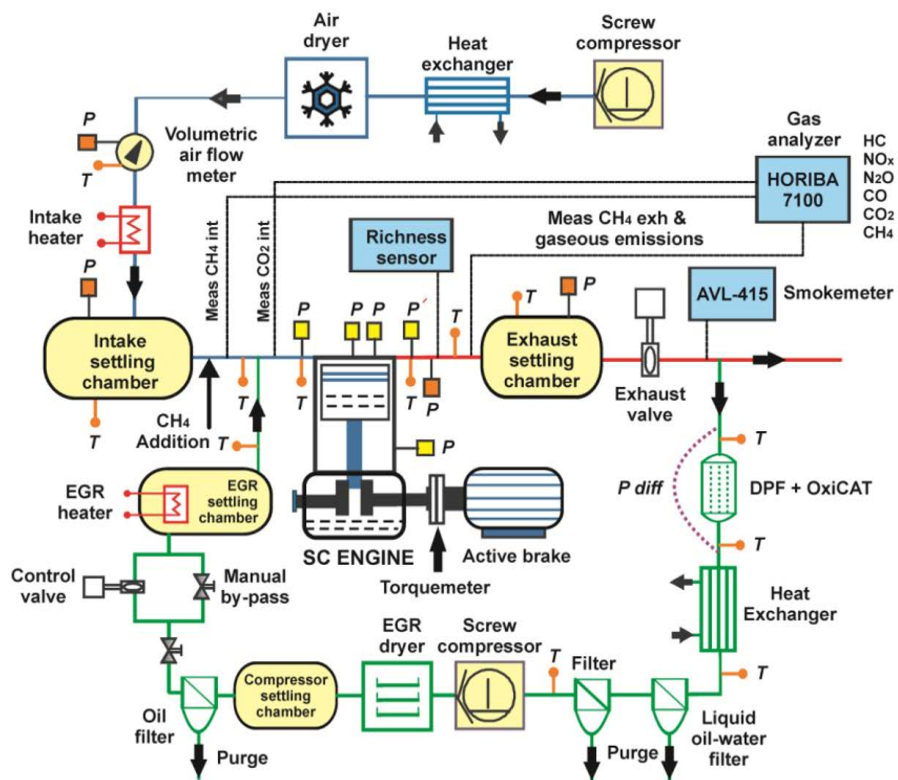 Air
dryer
Heat
exchanger
Screw
compressor
P
T
Volumetric
air flow
meter
Gas
analyzer
HORIBA
7100
HC
NOx
N2O
CO
CO2
CH4
Intake
heater
P
Meas CH4 int
Meas CO2 int
Richness
sensor
Meas CH4 exh &
gaseous emissions
AVL-415
Smokemeter
P
P
P'
T
T
P
Intake
settling
chamber
Exhaust
settling
chamber
T
T
T
P
Exhaust
valve
CH4
Addition
T
T
P
T
EGR
heater
EGR
settling
chamber
P diff
DPF + OxiCAT
T
SC ENGINE
Active brake
Torquemeter
Control
valve
Manual
by-pass
Heat
Exchanger
EGR
dryer
Screw
compressor
T
Filter
T
Compressor
settling
chamber
Oil
filter
Purge
Purge
Liquid
oil-water
filter